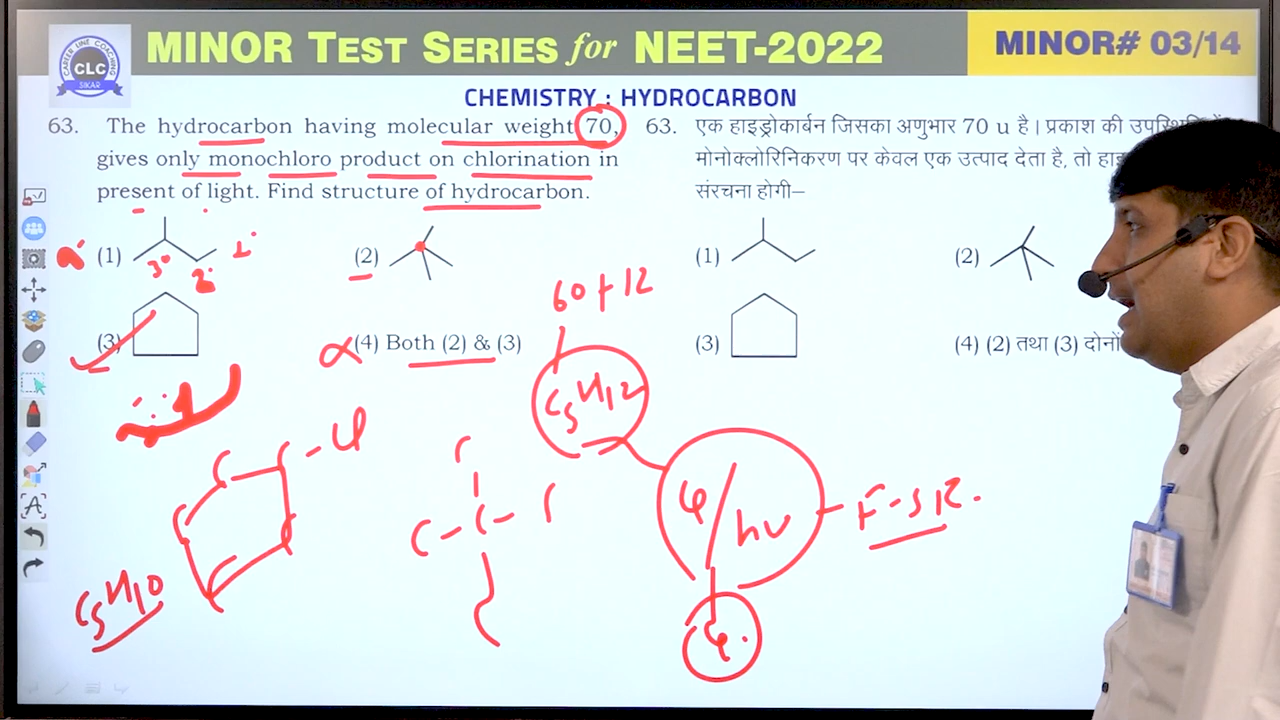 CAREER LINE COACHING
CLC
SIKAR
MINOR TEST SERIES for NEET-2022
MINOR# 03/14
CHEMISTRY : HYDROCARBON
63. The hydrocarbon having molecular weight 70,
gives only monochloro product on chlorination in
present of light. Find structure of hydrocarbon.
(1)
3°
2°
1°
(2)
(3)
(4) Both (2) & (3)
63. एक हाइड्रोकार्बन जिसका अणुभार 70 u है। प्रकाश की
मोनोक्लोरिनिकरण पर केवल एक उत्पाद देता है, तो
संरचना होगी–
(1)
(2)
(3)
(4) (2) तथा (3) दोनों
60+12
C5H12
C
C-Cl
C
C
C-C-C
C
Cl/hν
F-S.R.
C5H10
Cl·